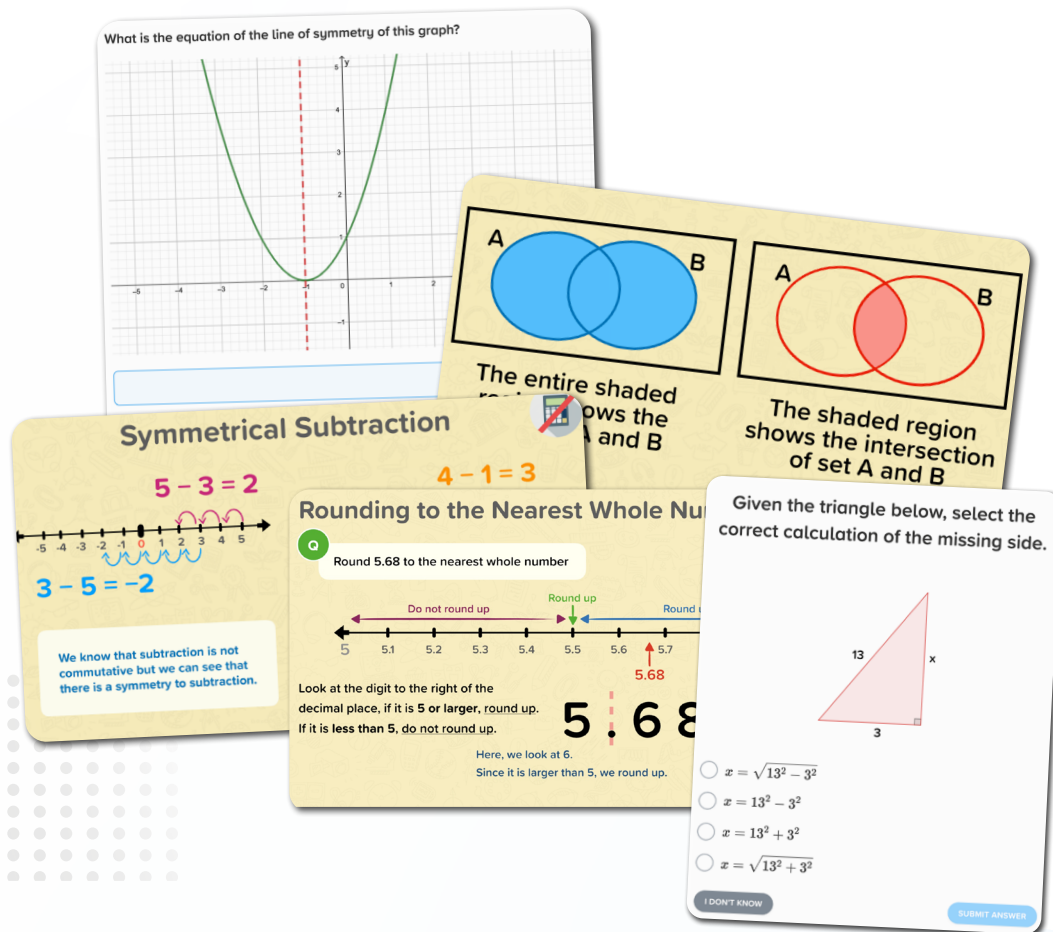 What is the equation of the line of symmetry of this graph?
y
5
4
3
2
1
-5 -4 -3 -2 -1 0 1 2
-1
A B
A B
The entire shaded
ows the
A and B
The shaded region
shows the intersection
of set A and B
Symmetrical Subtraction
5 − 3 = 2
4 − 1 = 3
-5 -4 -3 -2 -1 0 1 2 3 4 5
3 − 5 = −2
We know that subtraction is not
commutative but we can see that
there is a symmetry to subtraction.
Rounding to the Nearest Whole Nu
Q
Round 5.68 to the nearest whole number
Round up
Do not round up Round
5 5.1 5.2 5.3 5.4 5.5 5.6 5.7
5.68
Look at the digit to the right of the
decimal place, if it is 5 or larger, round up.
If it is less than 5, do not round up.
5.68
Here, we look at 6.
Since it is larger than 5, we round up.
Given the triangle below, select the
correct calculation of the missing side.
13 x
3
x = √(13² − 3²)
x = 13² − 3²
x = 13² + 3²
x = √(13² + 3²)
I DON'T KNOW
SUBMIT ANSWER